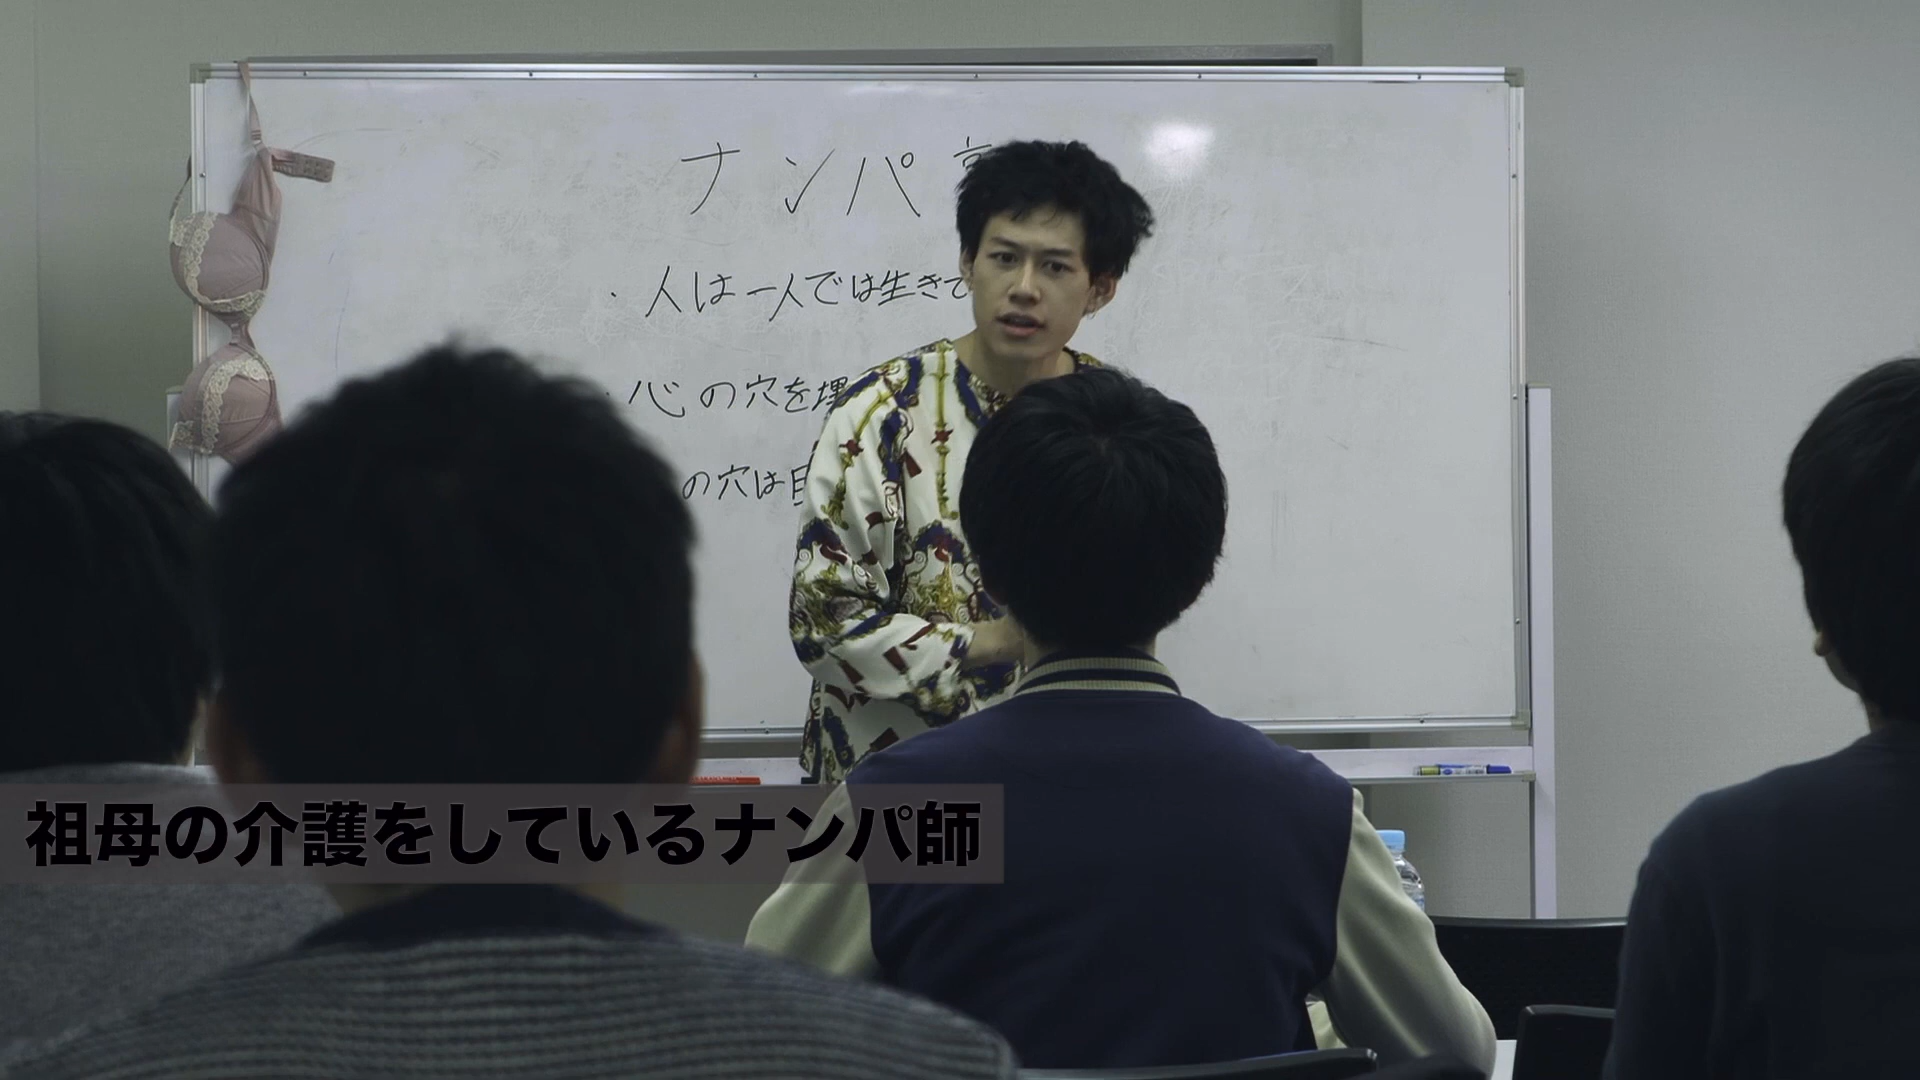 ナンパ
・人は一人では生きて
・心の穴を埋
の穴は
祖母の介護をしているナンパ師